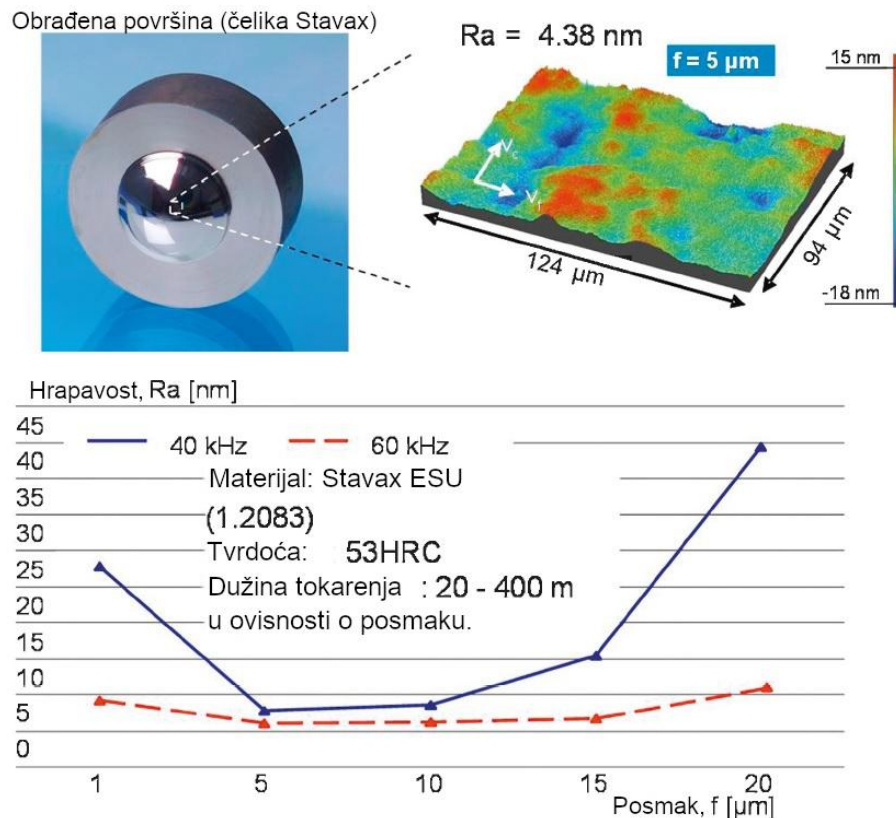 Obrađena površina (čelika Stavax)
Ra = 4.38 nm
f = 5 µm
15 nm
Vc
Vf
124 µm
94 µm
-18 nm
Hrapavost, Ra [nm]
45
40
35
30
25
20
15
10
5
0
40 kHz 60 kHz
Materijal: Stavax ESU
(1.2083)
Tvrdoća: 53HRC
Dužina tokarenja : 20 - 400 m
u ovisnosti o posmaku.
1 5 10 15 20
Posmak, f [µm]